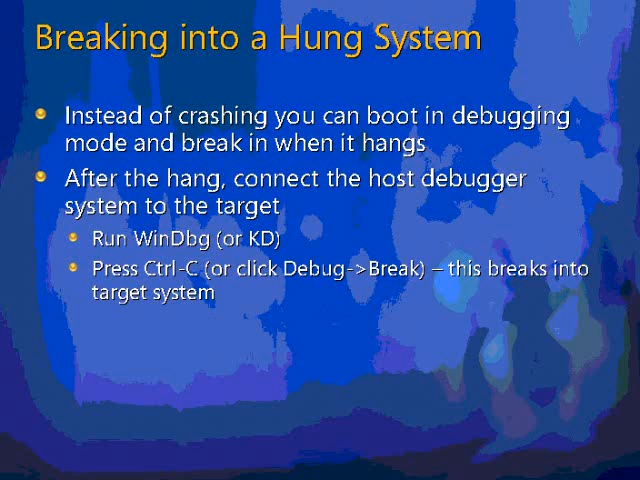 Breaking into a Hung System
Instead of crashing you can boot in debugging
mode and break in when it hangs
After the hang, connect the host debugger
system to the target
Run WinDbg (or KD)
Press Ctrl-C (or click Debug->Break) – this breaks into
target system